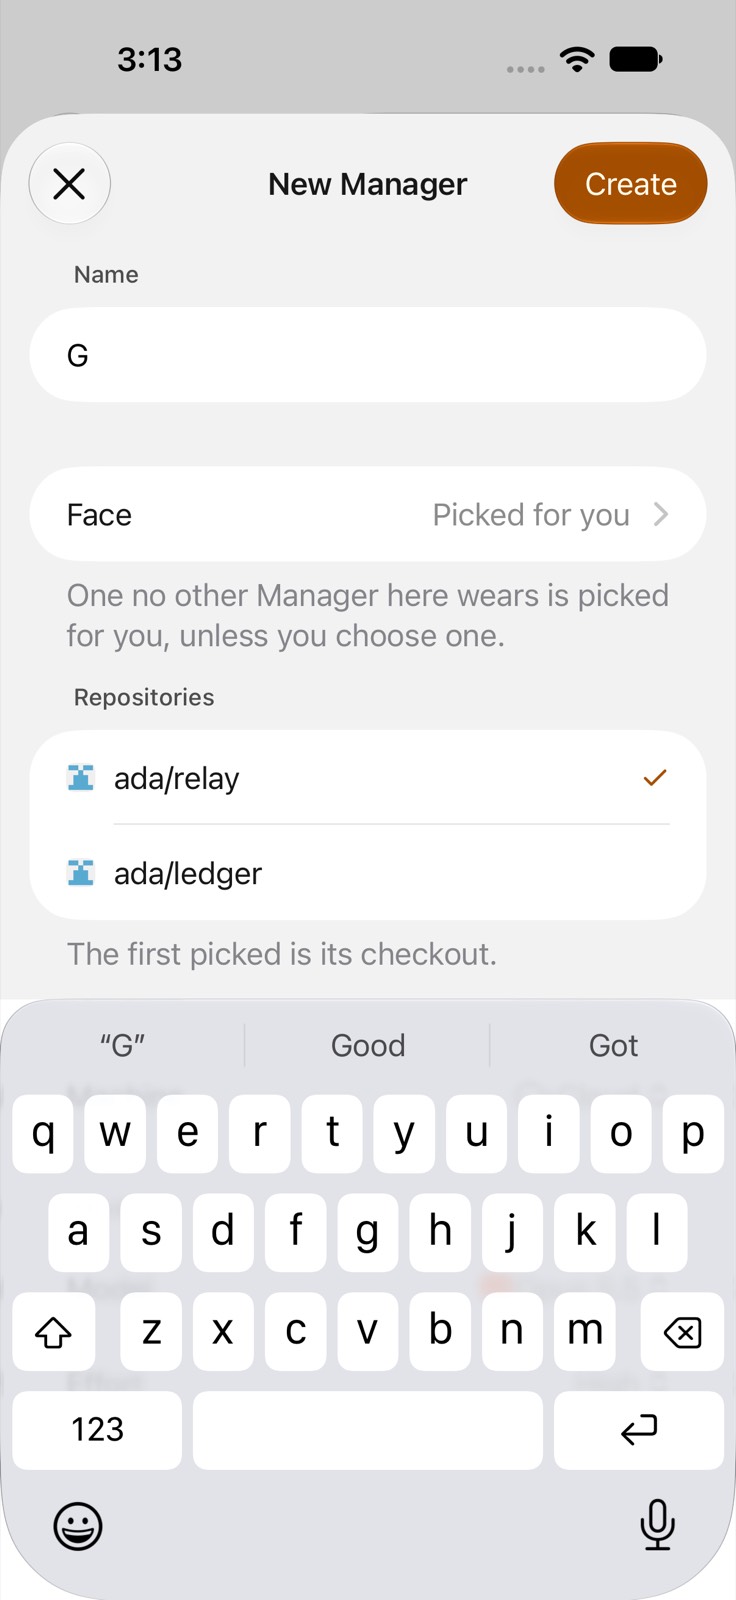 3:13
New Manager
Create
Name
G
Face
Picked for you
One no other Manager here wears is picked
for you, unless you choose one.
Repositories
ada/relay
ada/ledger
The first picked is its checkout.
“G” Good Got
q w e r t y u i o p
a s d f g h j k l
z x c v b n m
123